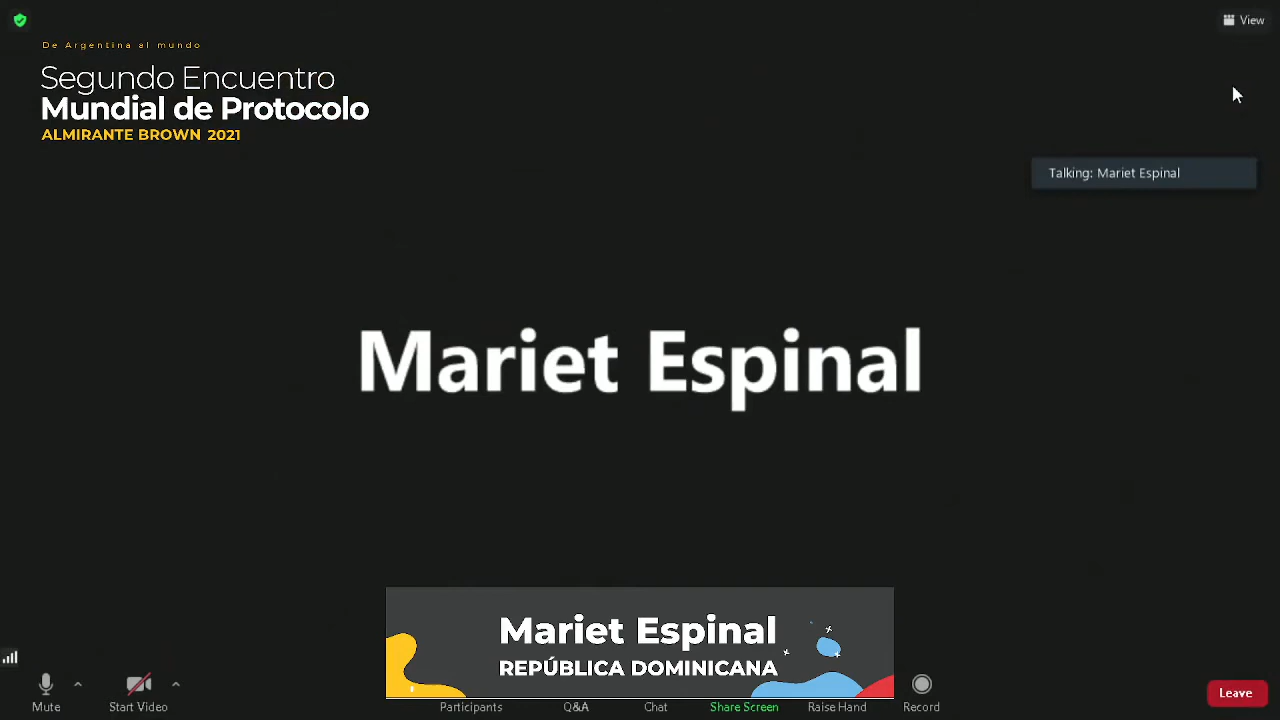 View
De Argentina al mundo
Segundo Encuentro
Mundial de Protocolo
ALMIRANTE BROWN 2021
Talking: Mariet Espinal
Mariet Espinal
Mariet Espinal
REPÚBLICA DOMINICANA
Mute
Start Video
Participants
Q&A
Chat
Share Screen
Raise Hand
Record
Leave